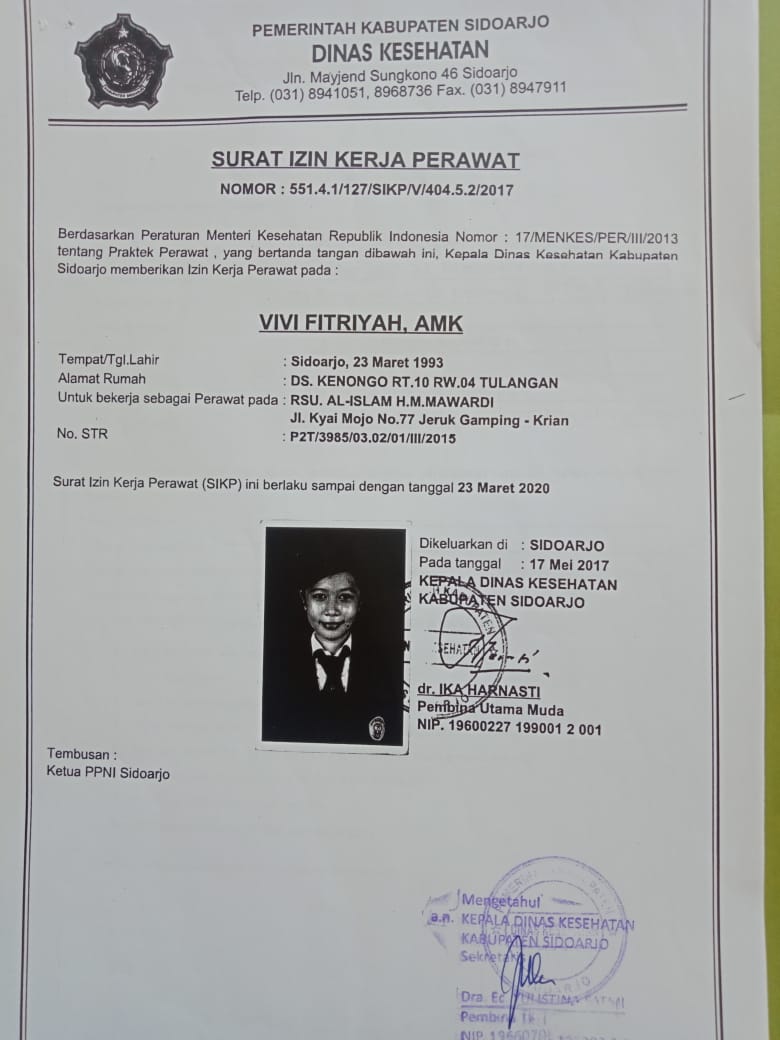 PEMERINTAH KABUPATEN SIDOARJO
DINAS KESEHATAN
Jln. Mayjend Sungkono 46 Sidoarjo
Telp. (031) 8941051, 8968736 Fax. (031) 8947911
SURAT IZIN KERJA PERAWAT
NOMOR : 551.4.1/127/SIKP/V/404.5.2/2017
Berdasarkan Peraturan Menteri Kesehatan Republik Indonesia Nomor : 17/MENKES/PER/III/2013
tentang Praktek Perawat , yang bertanda tangan dibawah ini, Kepala Dinas Kesehatan Kabupaten
Sidoarjo memberikan Izin Kerja Perawat pada :
VIVI FITRIYAH, AMK
Tempat/Tgl.Lahir : Sidoarjo, 23 Maret 1993
Alamat Rumah : DS. KENONGO RT.10 RW.04 TULANGAN
Untuk bekerja sebagai Perawat pada : RSU. AL-ISLAM H.M.MAWARDI
Jl. Kyai Mojo No.77 Jeruk Gamping - Krian
No. STR : P2T/3985/03.02/01/III/2015
Surat Izin Kerja Perawat (SIKP) ini berlaku sampai dengan tanggal 23 Maret 2020
Dikeluarkan di : SIDOARJO
Pada tanggal : 17 Mei 2017
KEPALA DINAS KESEHATAN
KABUPATEN SIDOARJO
dr. IKA HARNASTI
Pembina Utama Muda
NIP. 19600227 199001 2 001
Tembusan :
Ketua PPNI Sidoarjo
Mengetahui
a.n. KEPALA DINAS KESEHATAN
KABUPATEN SIDOARJO
Sekretaris
Dra. Ec
Pembina Tk I
NIP